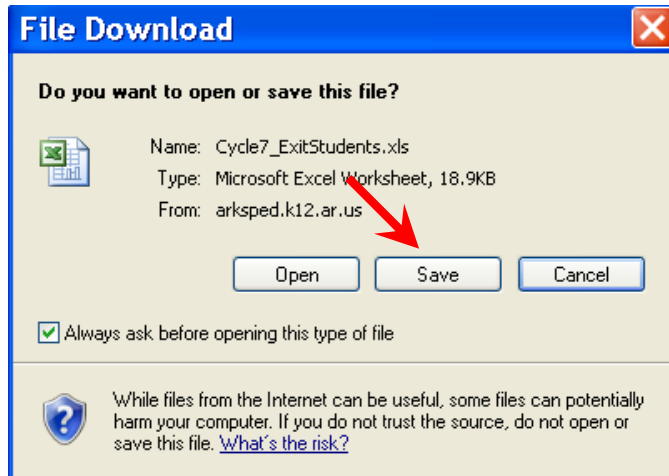 File Download
Do you want to open or save this file?
Name: Cycle7_ExitStudents.xls
Type: Microsoft Excel Worksheet, 18.9KB
From: arksped.k12.ar.us
Open Save Cancel
Always ask before opening this type of file
While files from the Internet can be useful, some files can potentially
harm your computer. If you do not trust the source, do not open or
save this file. What's the risk?